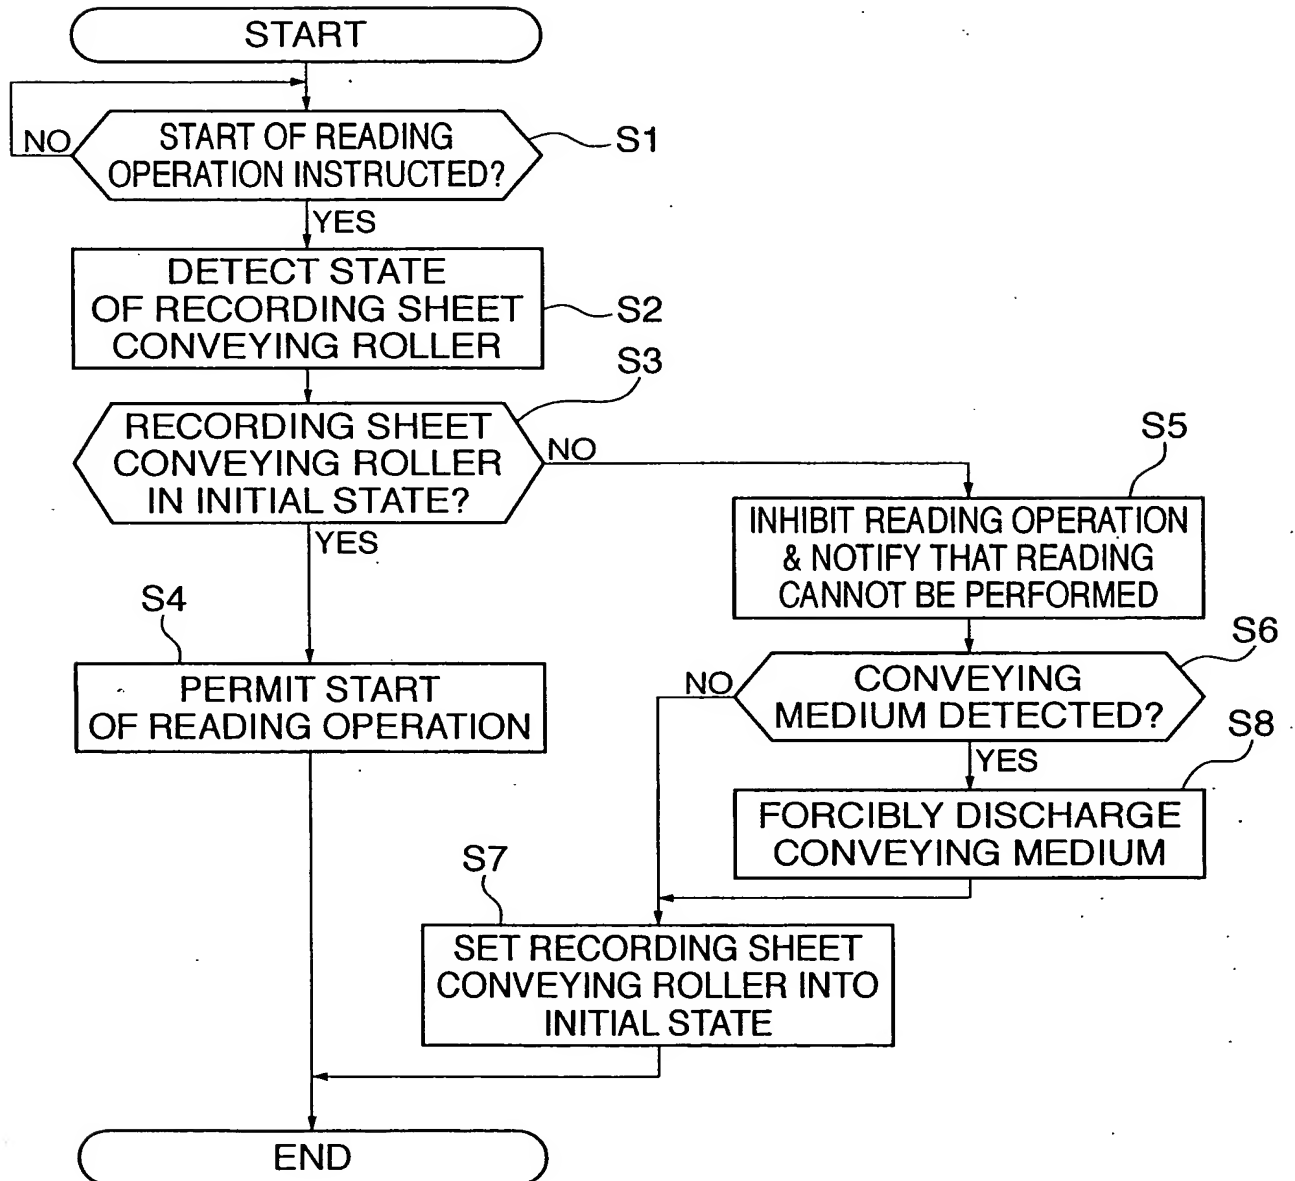 START
NO
START OF READING
OPERATION INSTRUCTED?
S1
YES
DETECT STATE
OF RECORDING SHEET
CONVEYING ROLLER
S2
S3
RECORDING SHEET
CONVEYING ROLLER
IN INITIAL STATE?
NO
YES
S5
INHIBIT READING OPERATION
& NOTIFY THAT READING
CANNOT BE PERFORMED
S4
PERMIT START
OF READING OPERATION
S6
NO
CONVEYING
MEDIUM DETECTED?
YES
S8
FORCIBLY DISCHARGE
CONVEYING MEDIUM
S7
SET RECORDING SHEET
CONVEYING ROLLER INTO
INITIAL STATE
END